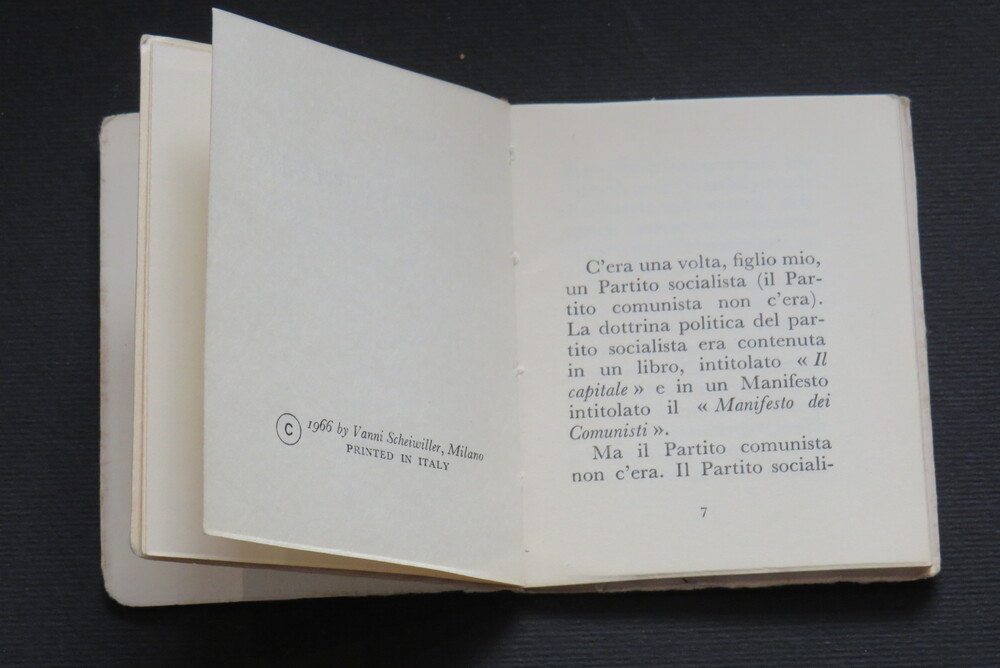 © 1966 by Vanni Scheiwiller, Milano
PRINTED IN ITALY
C'era una volta, figlio mio,
un Partito socialista (il Par-
tito comunista non c'era).
La dottrina politica del par-
tito socialista era contenuta
in un libro, intitolato « Il
capitale » e in un Manifesto
intitolato il « Manifesto dei
Comunisti ».
Ma il Partito comunista
non c'era. Il Partito sociali-
7